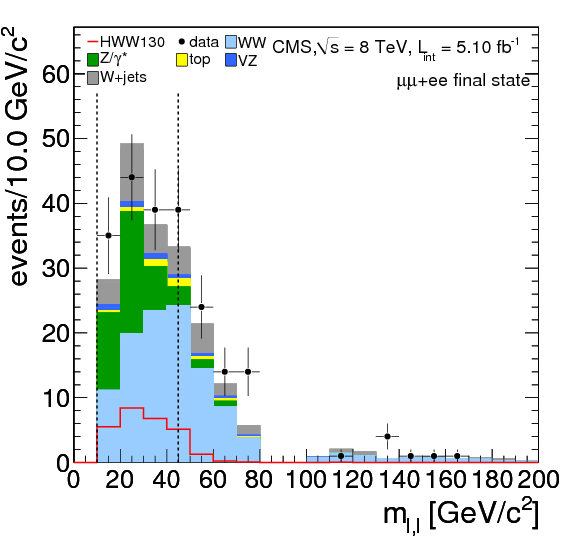 HWW130 data WW CMS,√s = 8 TeV, L_int = 5.10 fb⁻¹
Z/γ* top VZ
W+jets
μμ+ee final state
events/10.0 GeV/c²
60
50
40
30
20
10
0
0 20 40 60 80 100 120 140 160 180 200
m_l,l [GeV/c²]